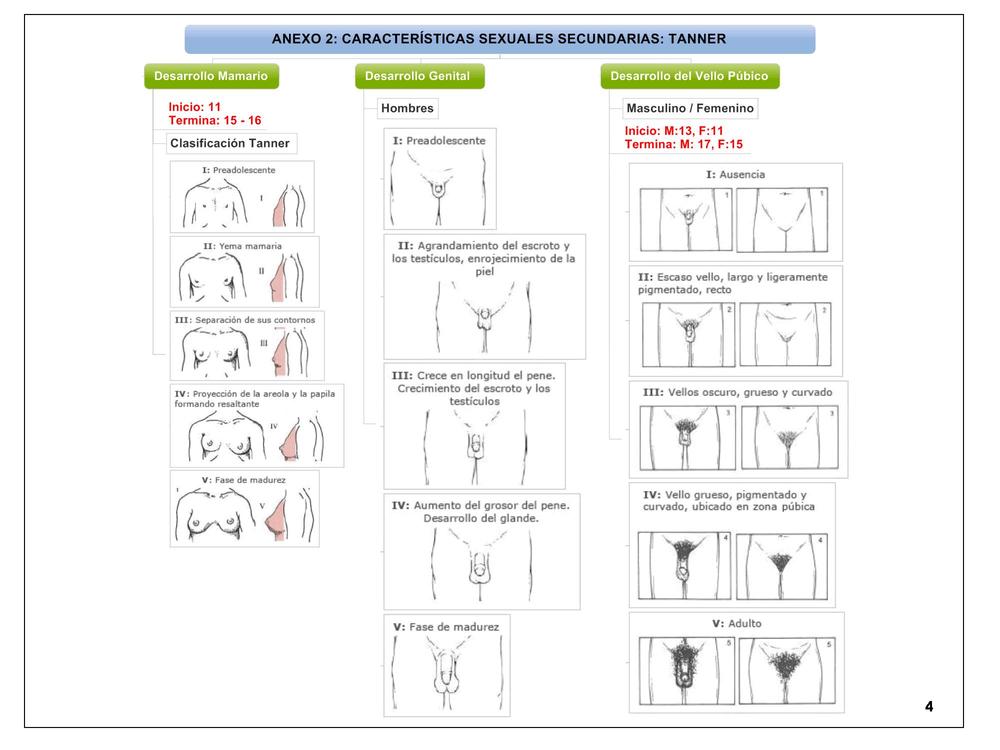 ANEXO 2: CARACTERÍSTICAS SEXUALES SECUNDARIAS: TANNER
Desarrollo Mamario
Inicio: 11
Termina: 15 - 16
Clasificación Tanner
I: Preadolescente
I
II: Yema mamaria
II
III: Separación de sus contornos
III
IV: Proyección de la areola y la papila
formando resaltante
IV
V: Fase de madurez
I
V
Desarrollo Genital
Hombres
I: Preadolescente
II: Agrandamiento del escroto y
los testículos, enrojecimiento de la
piel
III: Crece en longitud el pene.
Crecimiento del escroto y los
testículos
IV: Aumento del grosor del pene.
Desarrollo del glande.
V: Fase de madurez
Desarrollo del Vello Púbico
Masculino / Femenino
Inicio: M:13, F:11
Termina: M: 17, F:15
I: Ausencia
1
1
II: Escaso vello, largo y ligeramente
pigmentado, recto
2
2
III: Vellos oscuro, grueso y curvado
3
3
IV: Vello grueso, pigmentado y
curvado, ubicado en zona púbica
4
4
V: Adulto
5
5
4